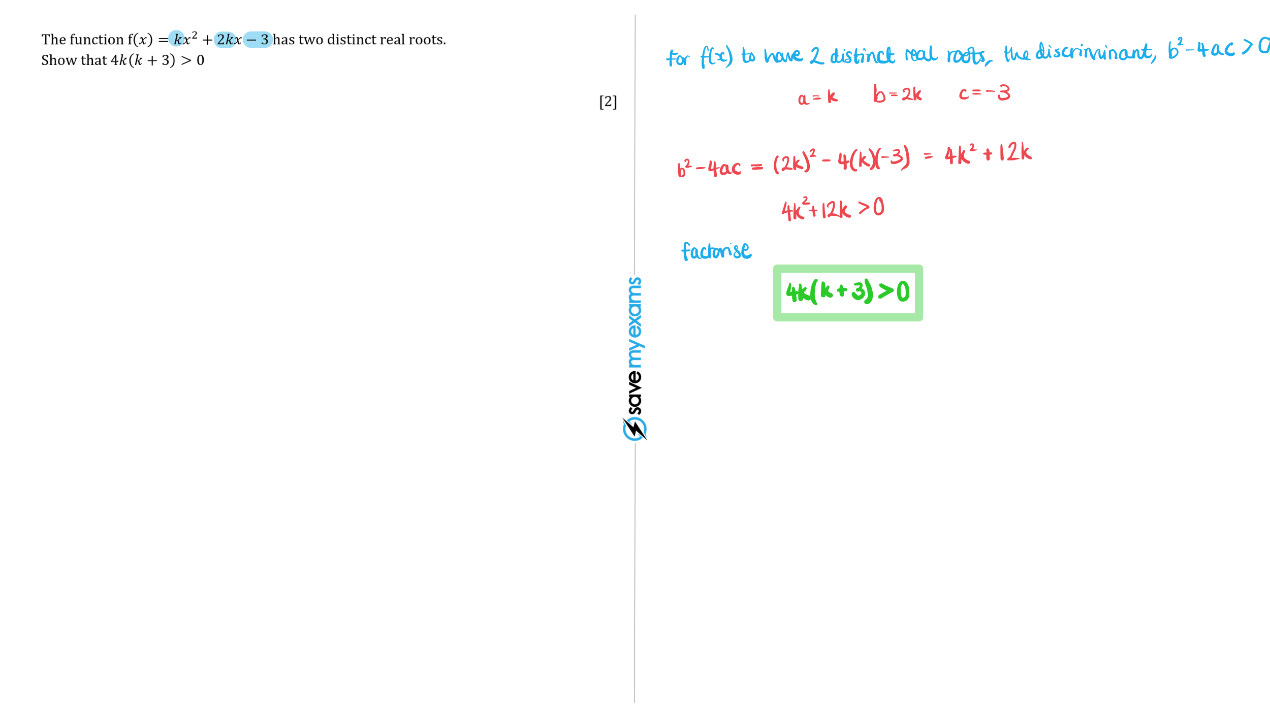 The function f(x) = kx² + 2kx − 3 has two distinct real roots.
Show that 4k(k + 3) > 0
[2]
For f(x) to have 2 distinct real roots, the discriminant, b² − 4ac > 0
a = k b = 2k c = −3
b² − 4ac = (2k)² − 4(k)(−3) = 4k² + 12k
4k² + 12k > 0
factorise
4k(k + 3) > 0
save my exams